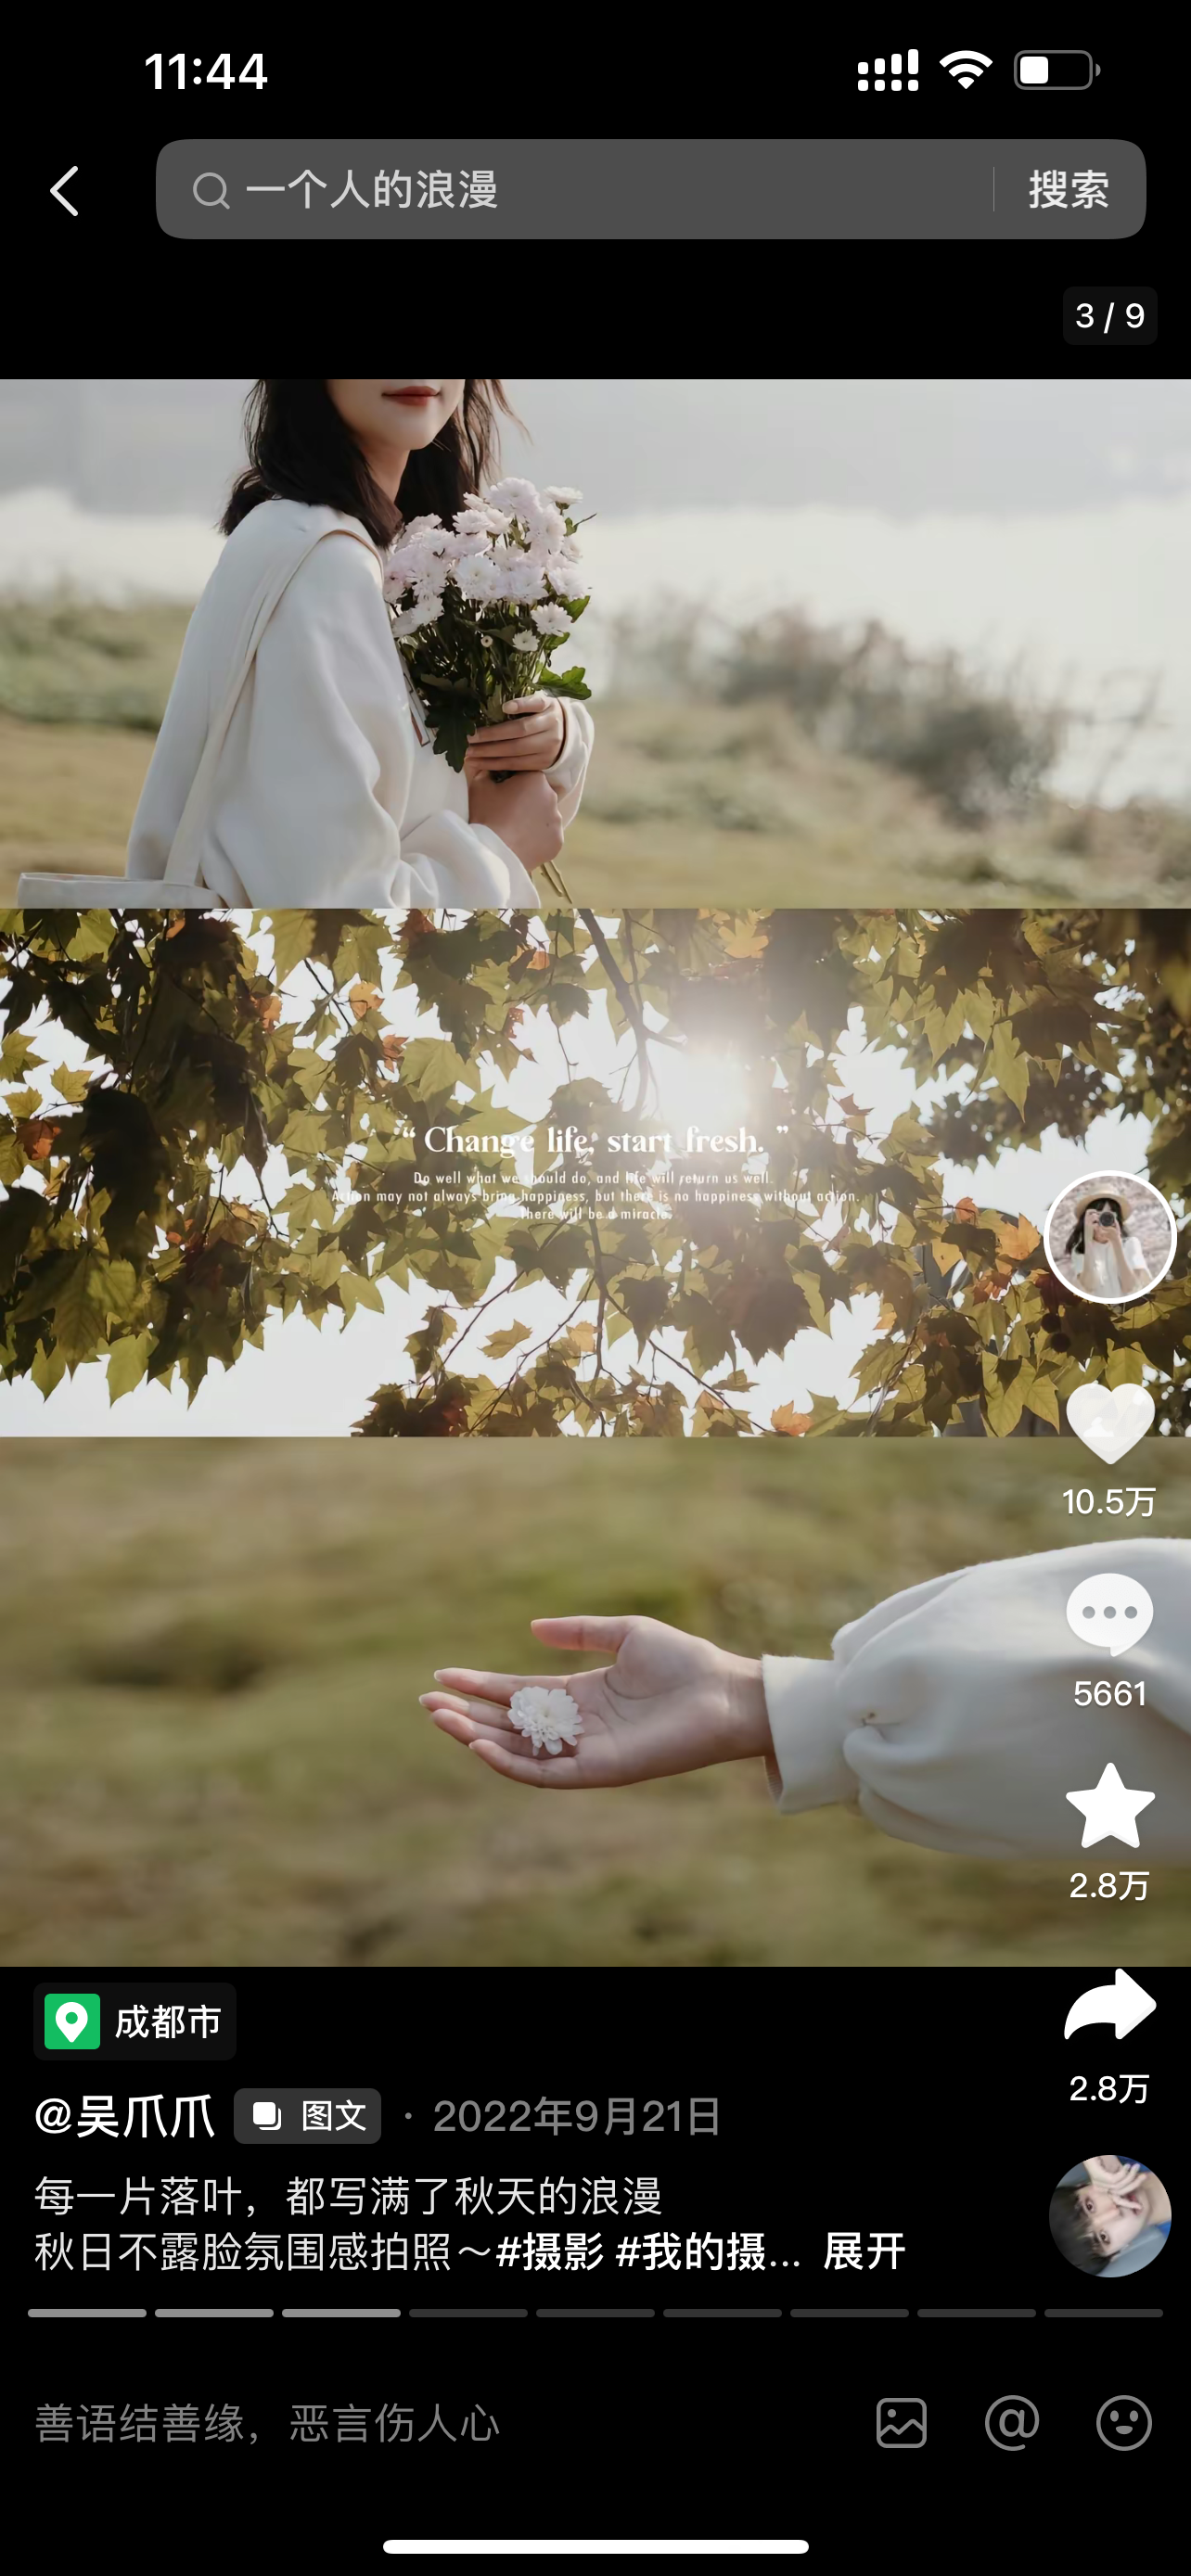 11:44
一个人的浪漫
搜索
3 / 9
“ Change life, start fresh. ”
Do well what we should do, and life will return us well.
Action may not always bring happiness, but there is no happiness without action.
There will be a miracle.
10.5万
5661
2.8万
2.8万
成都市
@吴爪爪 图文 · 2022年9月21日
每一片落叶，都写满了秋天的浪漫
秋日不露脸氛围感拍照～#摄影 #我的摄... 展开
善语结善缘，恶言伤人心